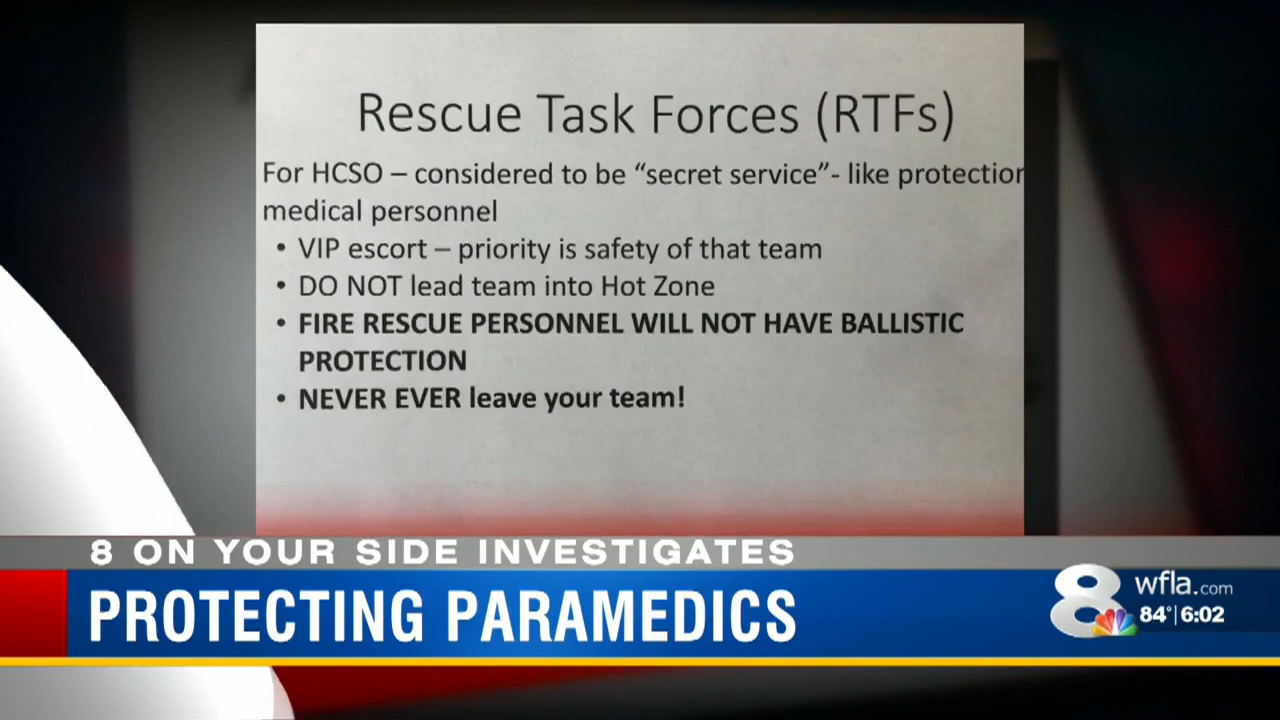 Rescue Task Forces (RTFs)
For HCSO – considered to be “secret service”- like protection
medical personnel
• VIP escort – priority is safety of that team
• DO NOT lead team into Hot Zone
• FIRE RESCUE PERSONNEL WILL NOT HAVE BALLISTIC
PROTECTION
• NEVER EVER leave your team!
8 ON YOUR SIDE INVESTIGATES
PROTECTING PARAMEDICS
8 wfla.com
84° | 6:02